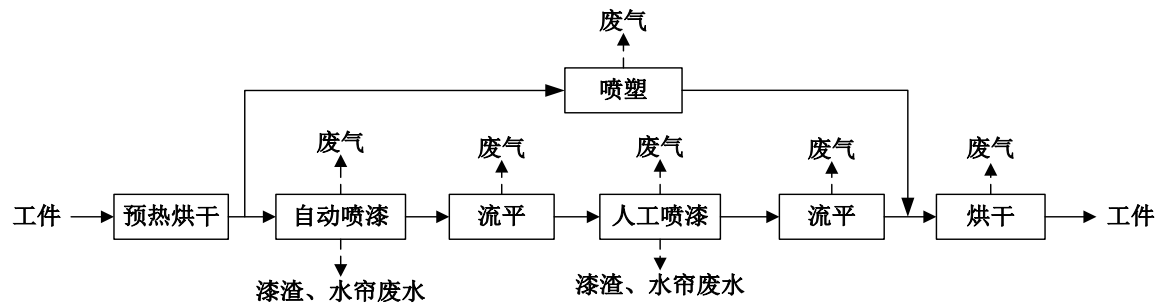 废气
喷塑
废气
废气
废气
废气
废气
工件
预热烘干
自动喷漆
流平
人工喷漆
流平
烘干
工件
漆渣、水帘废水
漆渣、水帘废水